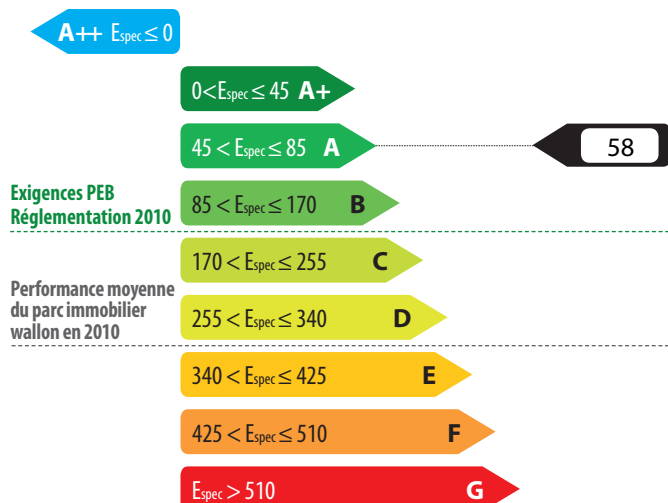 A++ Espec ≤ 0
0<Espec ≤ 45 A+
45 < Espec ≤ 85 A
58
Exigences PEB
Réglementation 2010
85 < Espec ≤ 170 B
170 < Espec ≤ 255 C
Performance moyenne
du parc immobilier
wallon en 2010
255 < Espec ≤ 340 D
340 < Espec ≤ 425 E
425 < Espec ≤ 510 F
Espec > 510 G